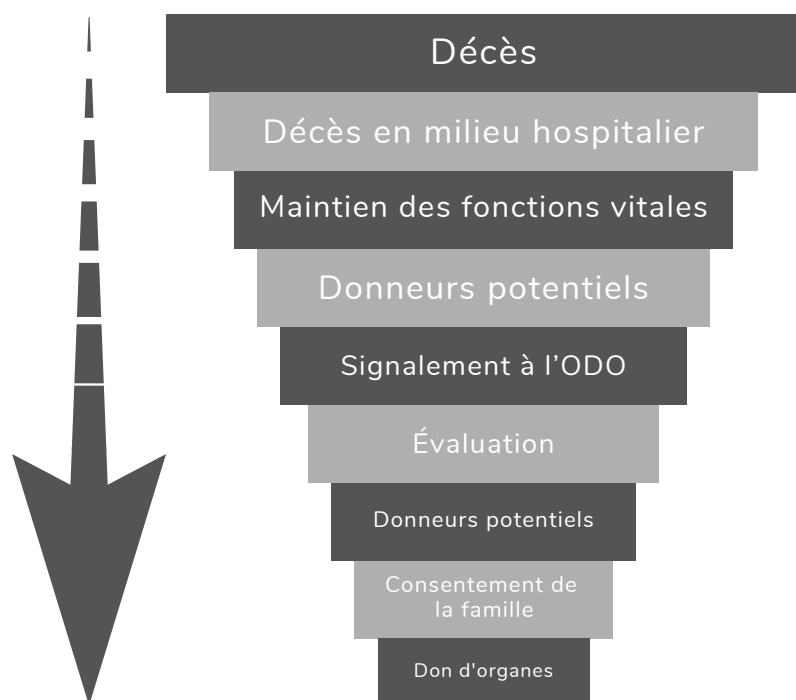 Décès
Décès en milieu hospitalier
Maintien des fonctions vitales
Donneurs potentiels
Signalement à l’ODO
Évaluation
Donneurs potentiels
Consentement de
la famille
Don d'organes